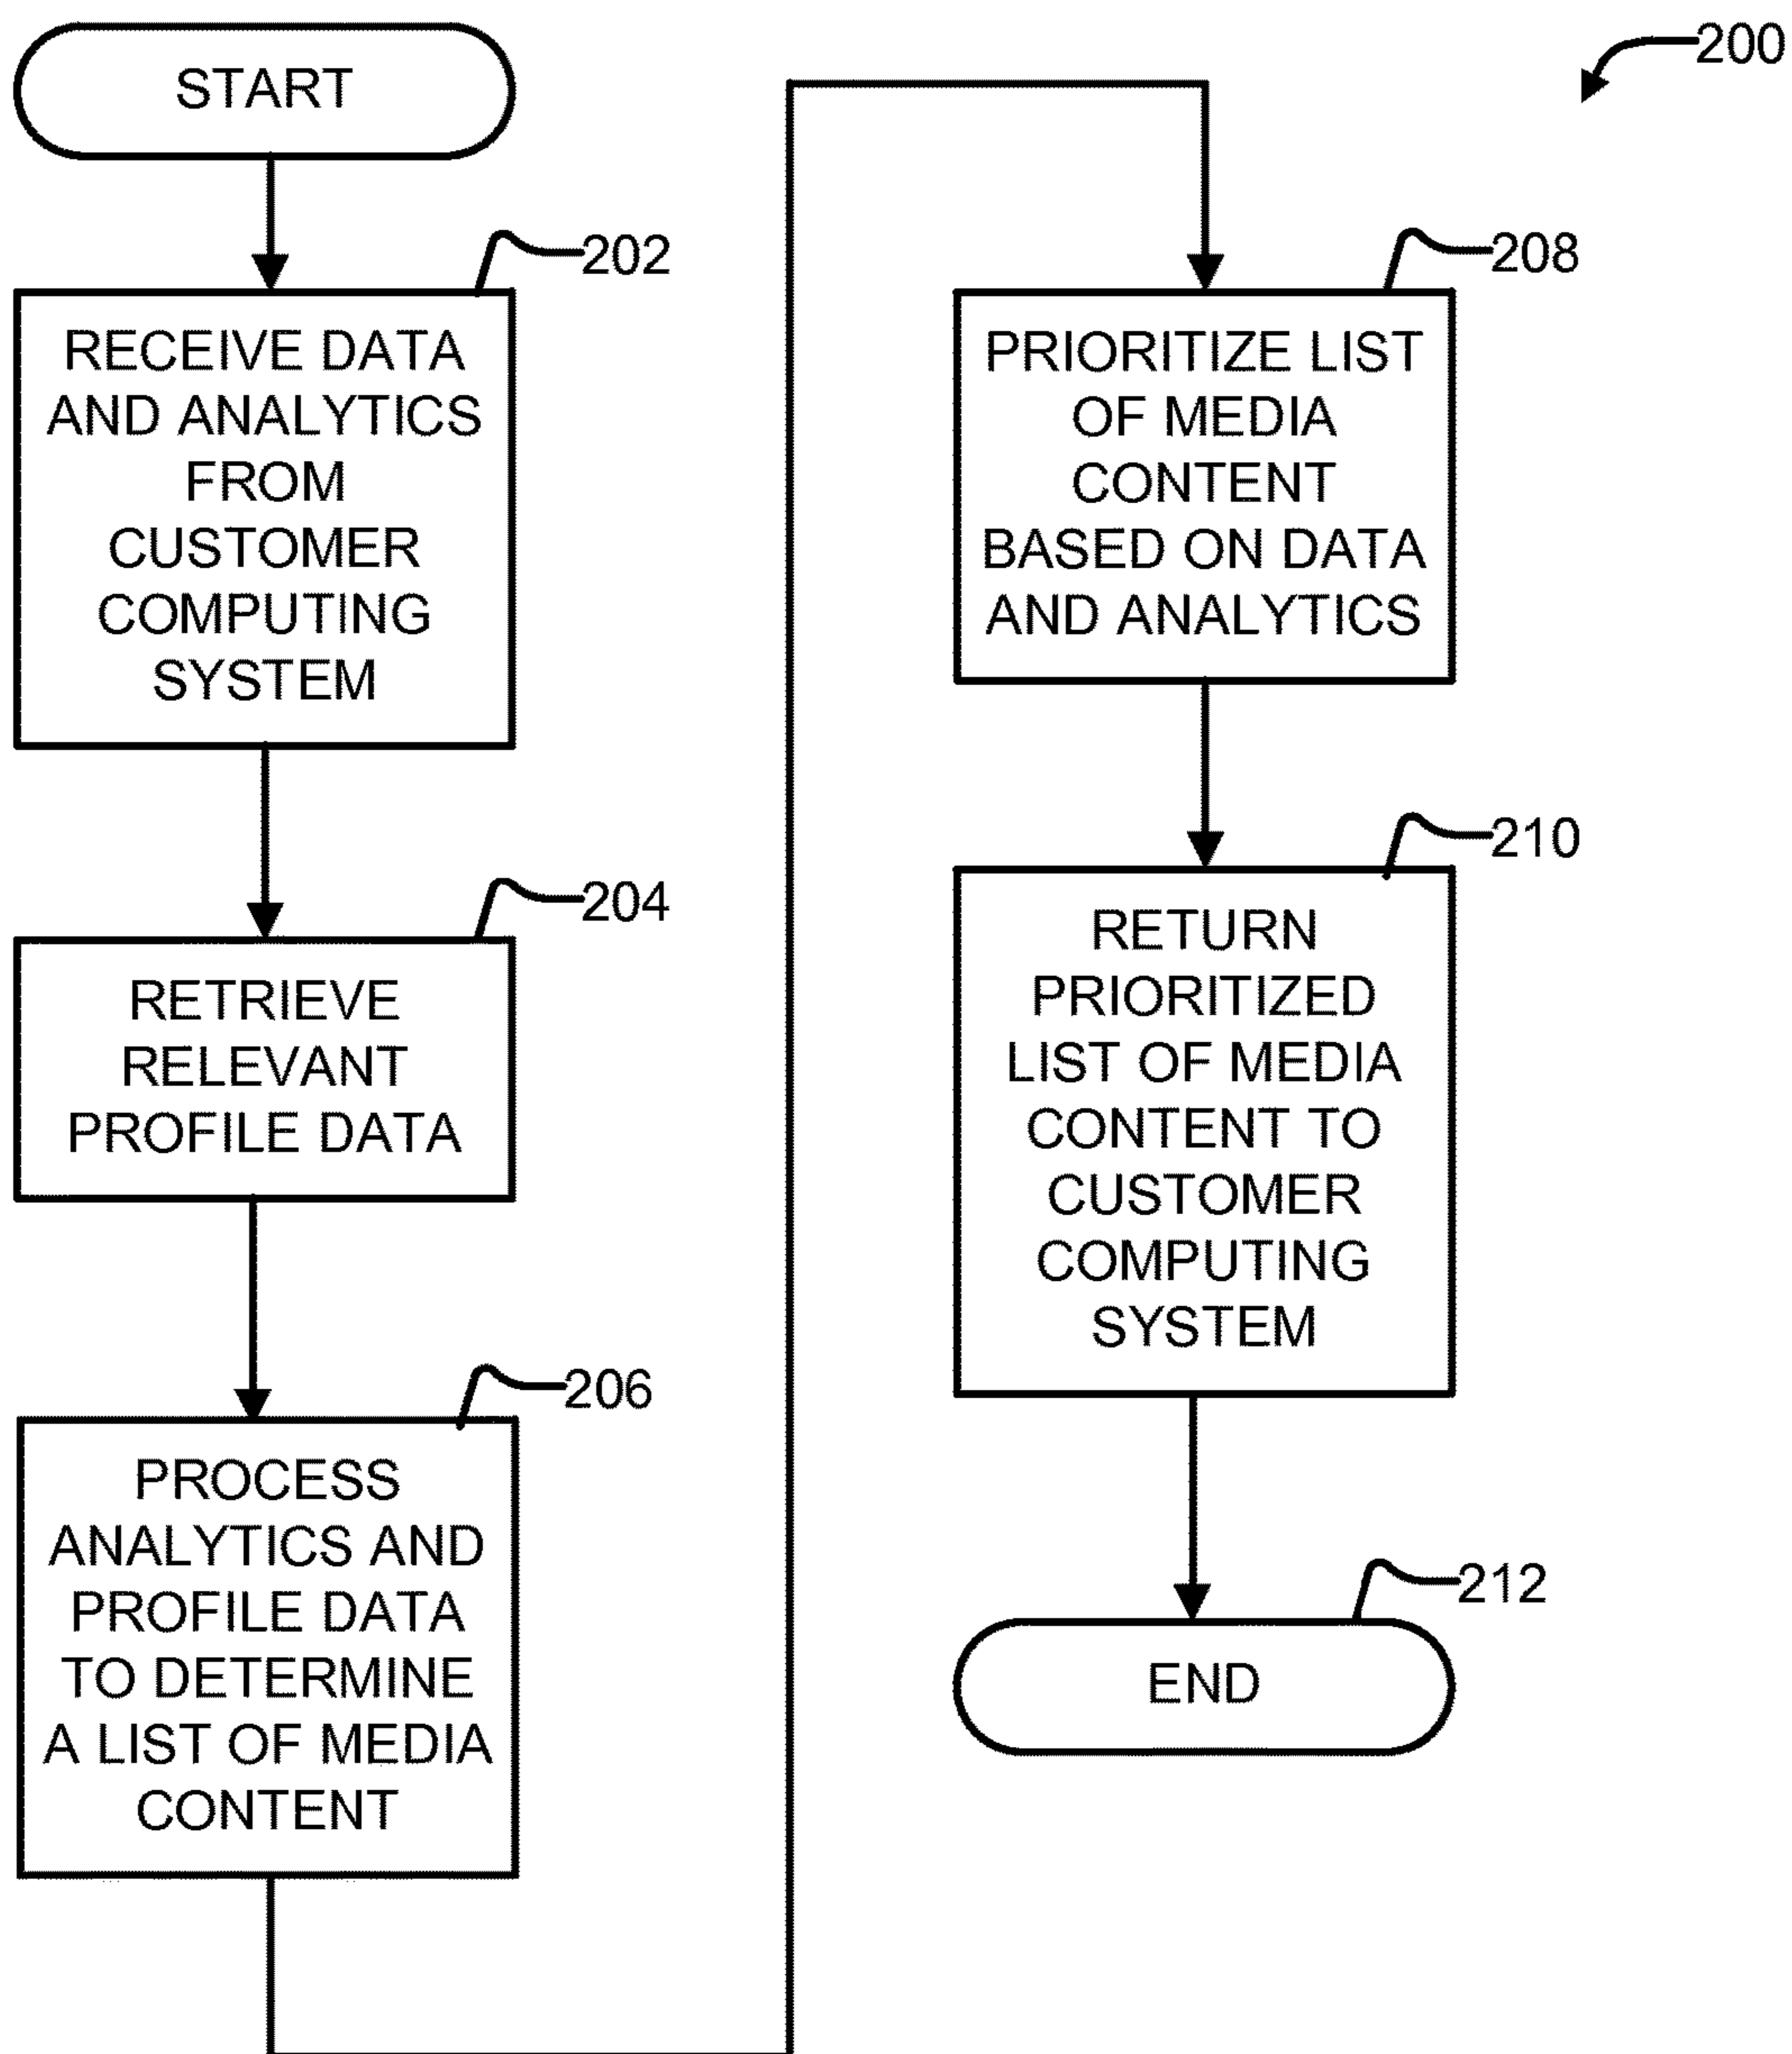 START
200
202
RECEIVE DATA
AND ANALYTICS
FROM
CUSTOMER
COMPUTING
SYSTEM
204
RETRIEVE
RELEVANT
PROFILE DATA
206
PROCESS
ANALYTICS AND
PROFILE DATA
TO DETERMINE
A LIST OF MEDIA
CONTENT
208
PRIORITIZE LIST
OF MEDIA
CONTENT
BASED ON DATA
AND ANALYTICS
210
RETURN
PRIORITIZED
LIST OF MEDIA
CONTENT TO
CUSTOMER
COMPUTING
SYSTEM
212
END